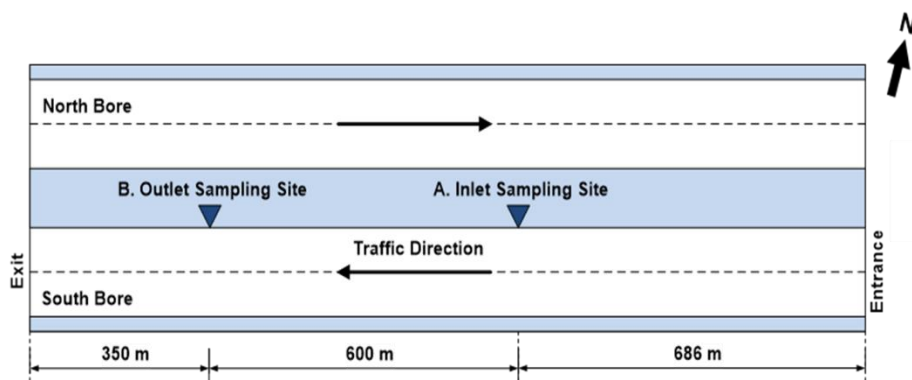 N
North Bore
B. Outlet Sampling Site
A. Inlet Sampling Site
Traffic Direction
Exit
Entrance
South Bore
350 m
600 m
686 m